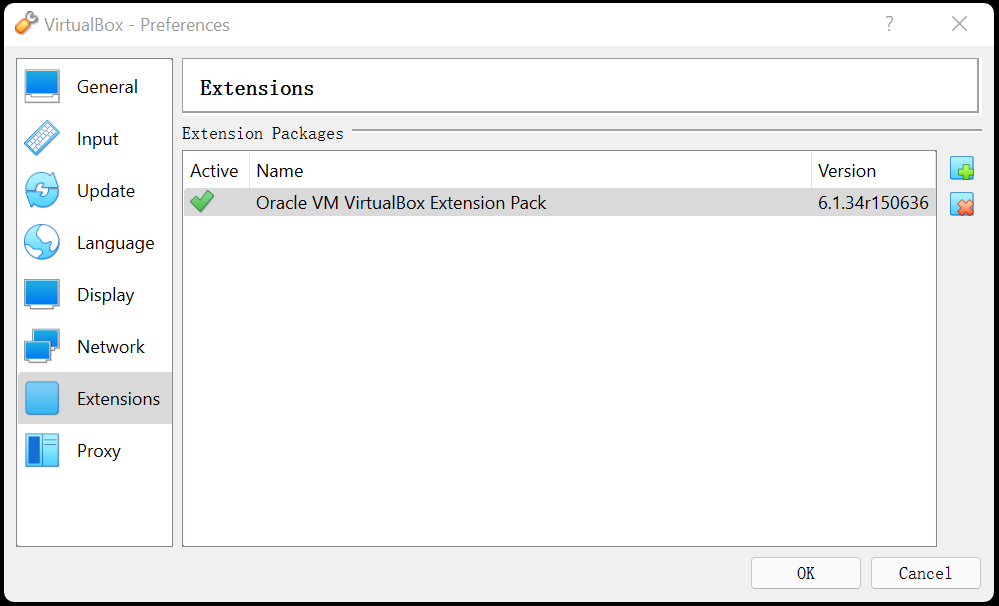 VirtualBox - Preferences
?
General
Input
Update
Language
Display
Network
Extensions
Proxy
Extensions
Extension Packages
Active Name Version
Oracle VM VirtualBox Extension Pack 6.1.34r150636
OK Cancel